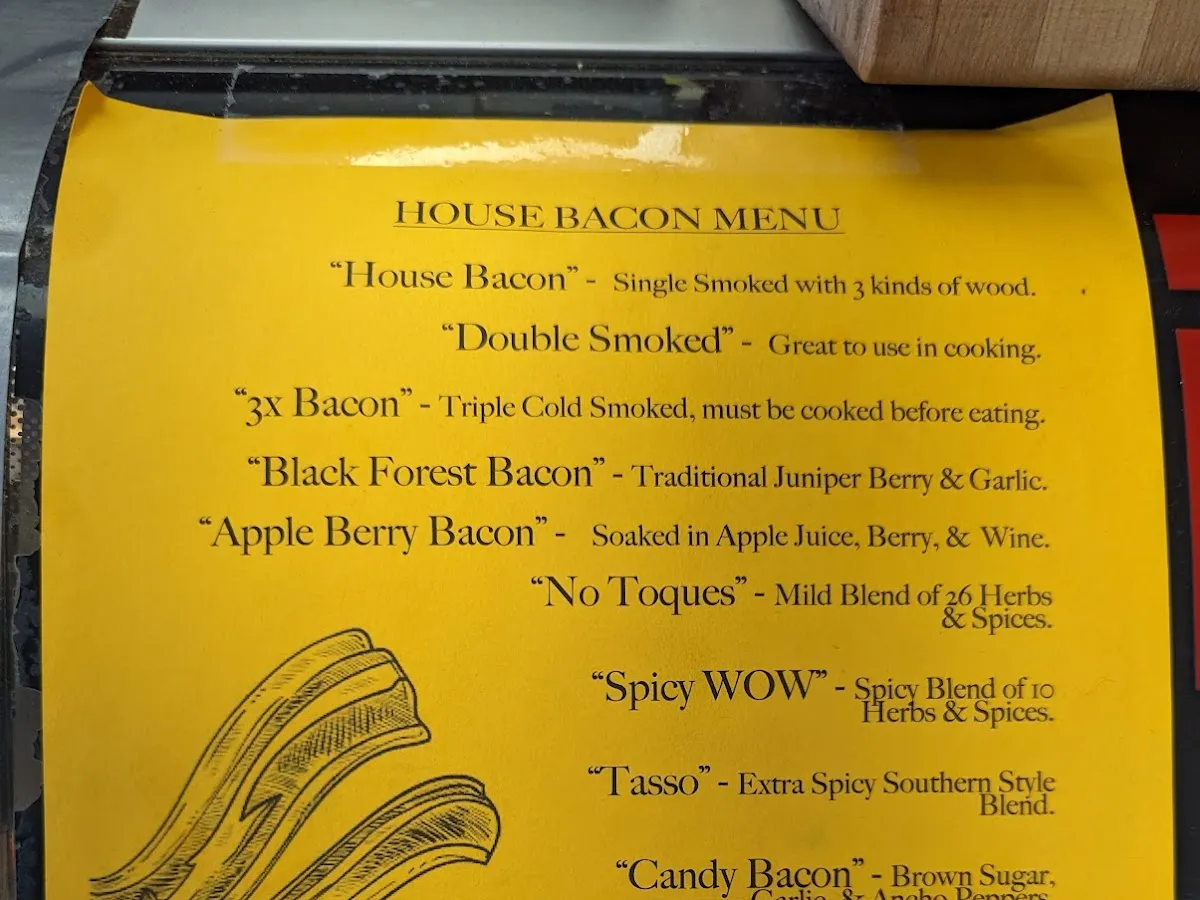 HOUSE BACON MENU
“House Bacon” - Single Smoked with 3 kinds of wood.
“Double Smoked” - Great to use in cooking.
“3x Bacon” - Triple Cold Smoked, must be cooked before eating.
“Black Forest Bacon” - Traditional Juniper Berry & Garlic.
“Apple Berry Bacon” - Soaked in Apple Juice, Berry, & Wine.
“No Toques” - Mild Blend of 26 Herbs
& Spices.
“Spicy WOW” - Spicy Blend of 10
Herbs & Spices.
“Tasso” - Extra Spicy Southern Style
Blend.
“Candy Bacon” - Brown Sugar,
Garlic, & Ancho Peppers.